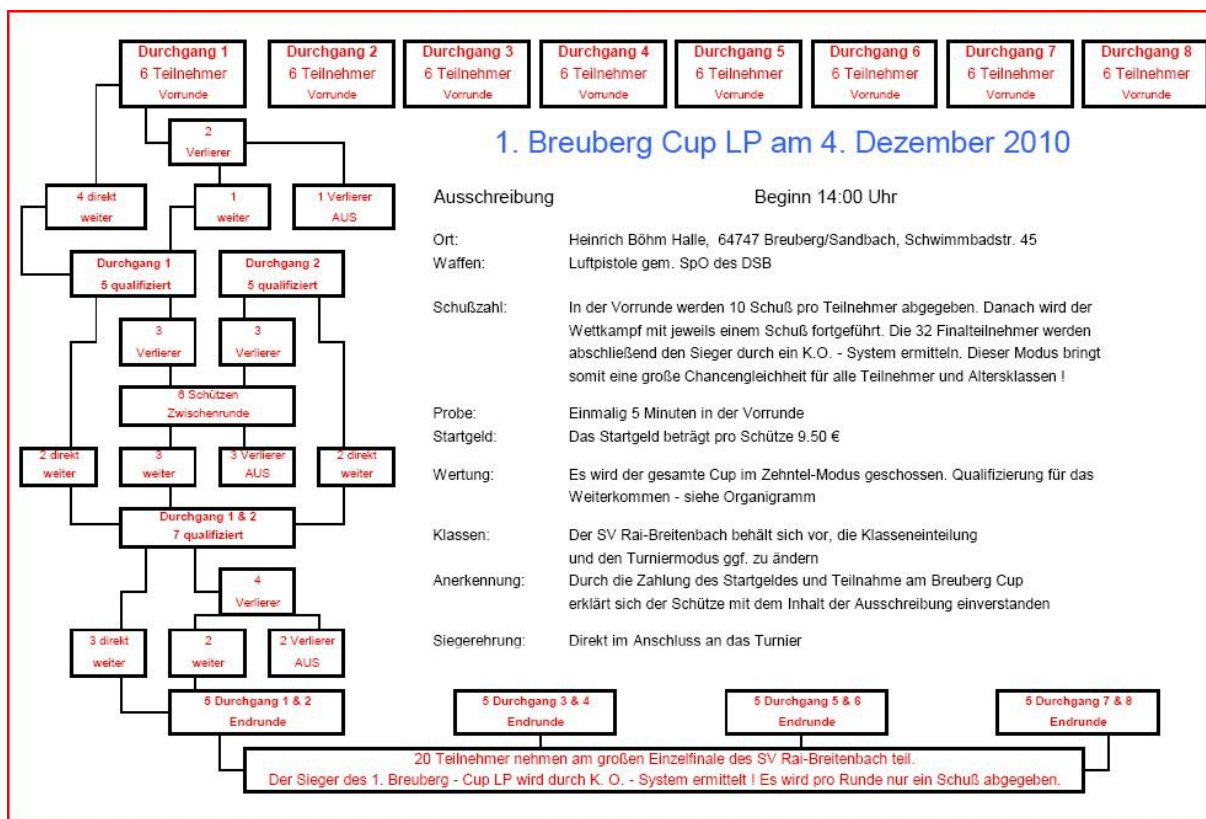 Durchgang 1
6 Teilnehmer
Vorrunde
Durchgang 2
6 Teilnehmer
Vorrunde
Durchgang 3
6 Teilnehmer
Vorrunde
Durchgang 4
6 Teilnehmer
Vorrunde
Durchgang 5
6 Teilnehmer
Vorrunde
Durchgang 6
6 Teilnehmer
Vorrunde
Durchgang 7
6 Teilnehmer
Vorrunde
Durchgang 8
6 Teilnehmer
Vorrunde
2
Verlierer
4 direkt
weiter
1
weiter
1 Verlierer
AUS
Durchgang 1
5 qualifiziert
Durchgang 2
5 qualifiziert
3
Verlierer
3
Verlierer
6 Schützen
Zwischenrunde
2 direkt
weiter
3
weiter
3 Verlierer
AUS
2 direkt
weiter
Durchgang 1 & 2
7 qualifiziert
4
Verlierer
3 direkt
weiter
2
weiter
2 Verlierer
AUS
1. Breuberg Cup LP am 4. Dezember 2010
Ausschreibung Beginn 14:00 Uhr
Ort: Heinrich Böhm Halle, 64747 Breuberg/Sandbach, Schwimmbadstr. 45
Waffen: Luftpistole gem. SpO des DSB
Schußzahl: In der Vorrunde werden 10 Schuß pro Teilnehmer abgegeben. Danach wird der
Wettkampf mit jeweils einem Schuß fortgeführt. Die 32 Finalteilnehmer werden
abschließend den Sieger durch ein K.O. - System ermitteln. Dieser Modus bringt
somit eine große Chancengleichheit für alle Teilnehmer und Altersklassen !
Probe: Einmalig 5 Minuten in der Vorrunde
Startgeld: Das Startgeld beträgt pro Schütze 9.50 €
Wertung: Es wird der gesamte Cup im Zehntel-Modus geschossen. Qualifizierung für das
Weiterkommen - siehe Organigramm
Klassen: Der SV Rai-Breitenbach behält sich vor, die Klasseneinteilung
und den Turniermodus ggf. zu ändern
Anerkennung: Durch die Zahlung des Startgeldes und Teilnahme am Breuberg Cup
erklärt sich der Schütze mit dem Inhalt der Ausschreibung einverstanden
Siegerehrung: Direkt im Anschluss an das Turnier
5 Durchgang 1 & 2
Endrunde
5 Durchgang 3 & 4
Endrunde
5 Durchgang 5 & 6
Endrunde
5 Durchgang 7 & 8
Endrunde
20 Teilnehmer nehmen am großen Einzelfinale des SV Rai-Breitenbach teil.
Der Sieger des 1. Breuberg - Cup LP wird durch K. O. - System ermittelt ! Es wird pro Runde nur ein Schuß abgegeben.